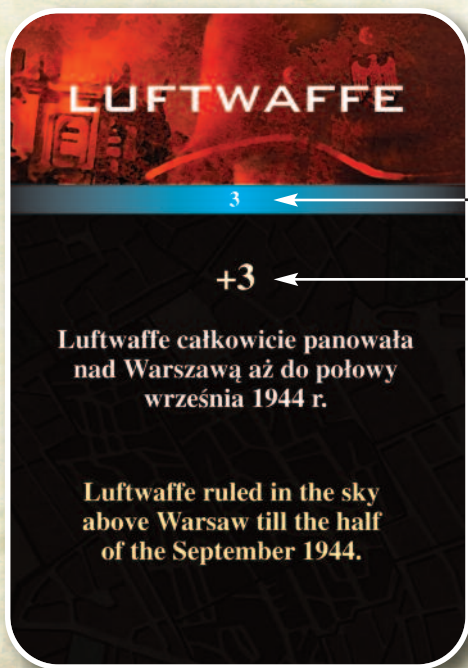 LUFTWAFFE
3
+3
Luftwaffe całkowicie panowała
nad Warszawą aż do połowy
września 1944 r.
Luftwaffe ruled in the sky
above Warsaw till the half
of the September 1944.